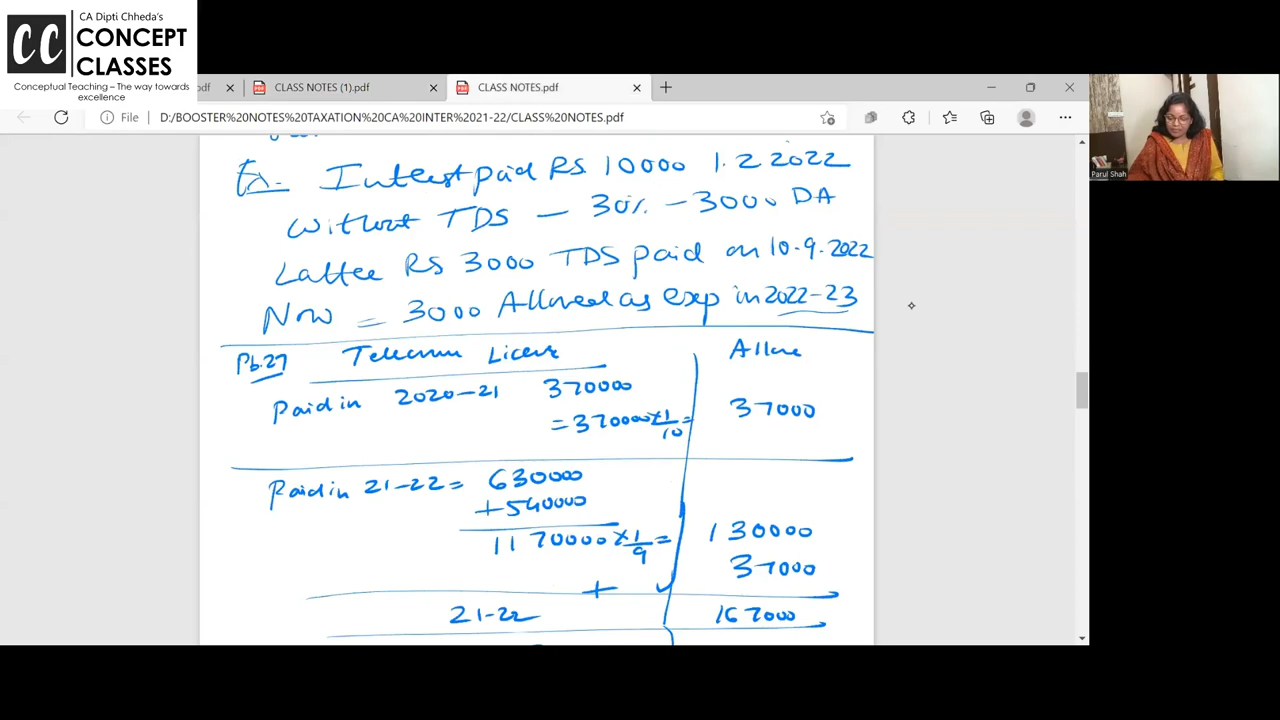 CA Dipti Chheda's
CC
CONCEPT
CLASSES
Conceptual Teaching – The way towards
excellence
pdf
CLASS NOTES (1).pdf
CLASS NOTES.pdf
File
D:/BOOSTER%20NOTES%20TAXATION%20CA%20INTER%202021-22/CLASS%20NOTES.pdf
Parul Shah
Ex. Interest paid RS 10000 1.2 2022
Without TDS – 30% – 3000 DA
Latter RS 3000 TDS paid on 10.9.2022
Now = 3000 Allowed as exp in 2022-23
Pb.27 Telecom Licence Allow
Paid in 2020-21 370000
= 370000 × 1/10 = 37000
Paid in 21-22 = 630000
+540000
1170000 × 1/9 = 130000
+ 37000
21-22 167000